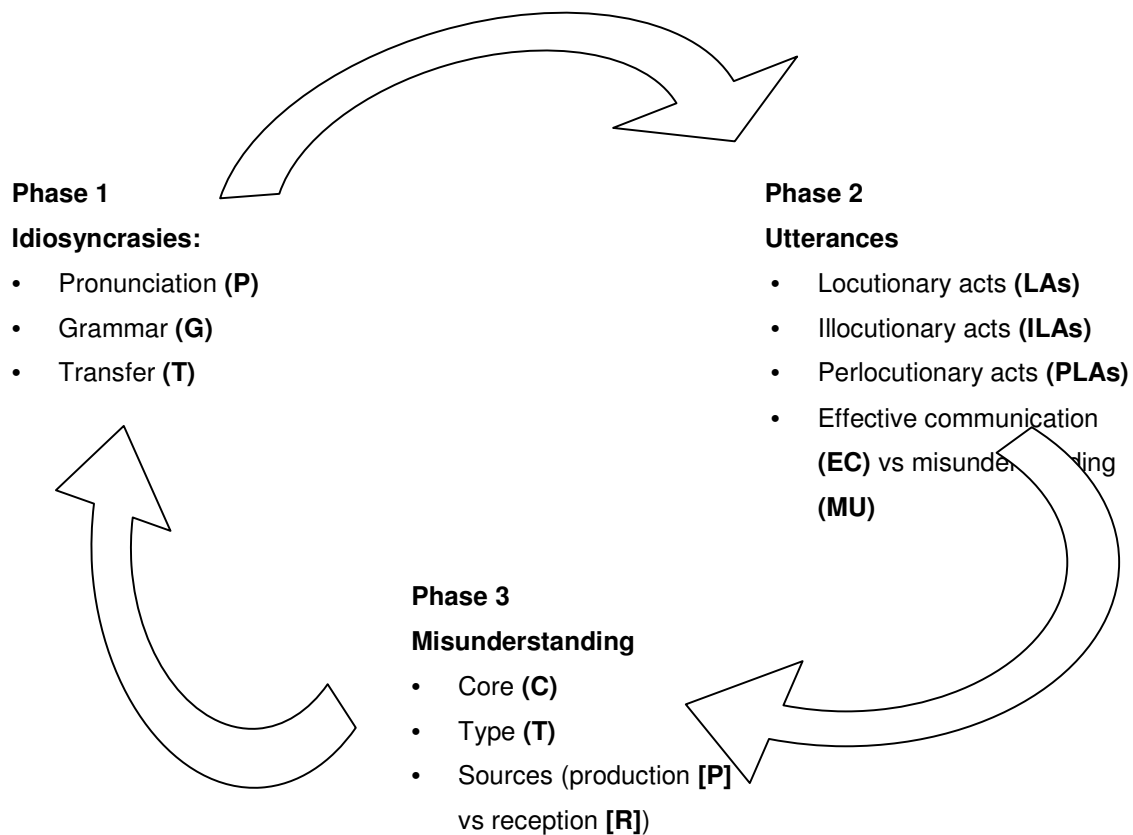 Phase 1
Idiosyncrasies:
• Pronunciation (P)
• Grammar (G)
• Transfer (T)
Phase 2
Utterances
• Locutionary acts (LAs)
• Illocutionary acts (ILAs)
• Perlocutionary acts (PLAs)
• Effective communication
(EC) vs
(MU)
Phase 3
Misunderstanding
• Core (C)
• Type (T)
• Sources (production [P]
vs reception [R])